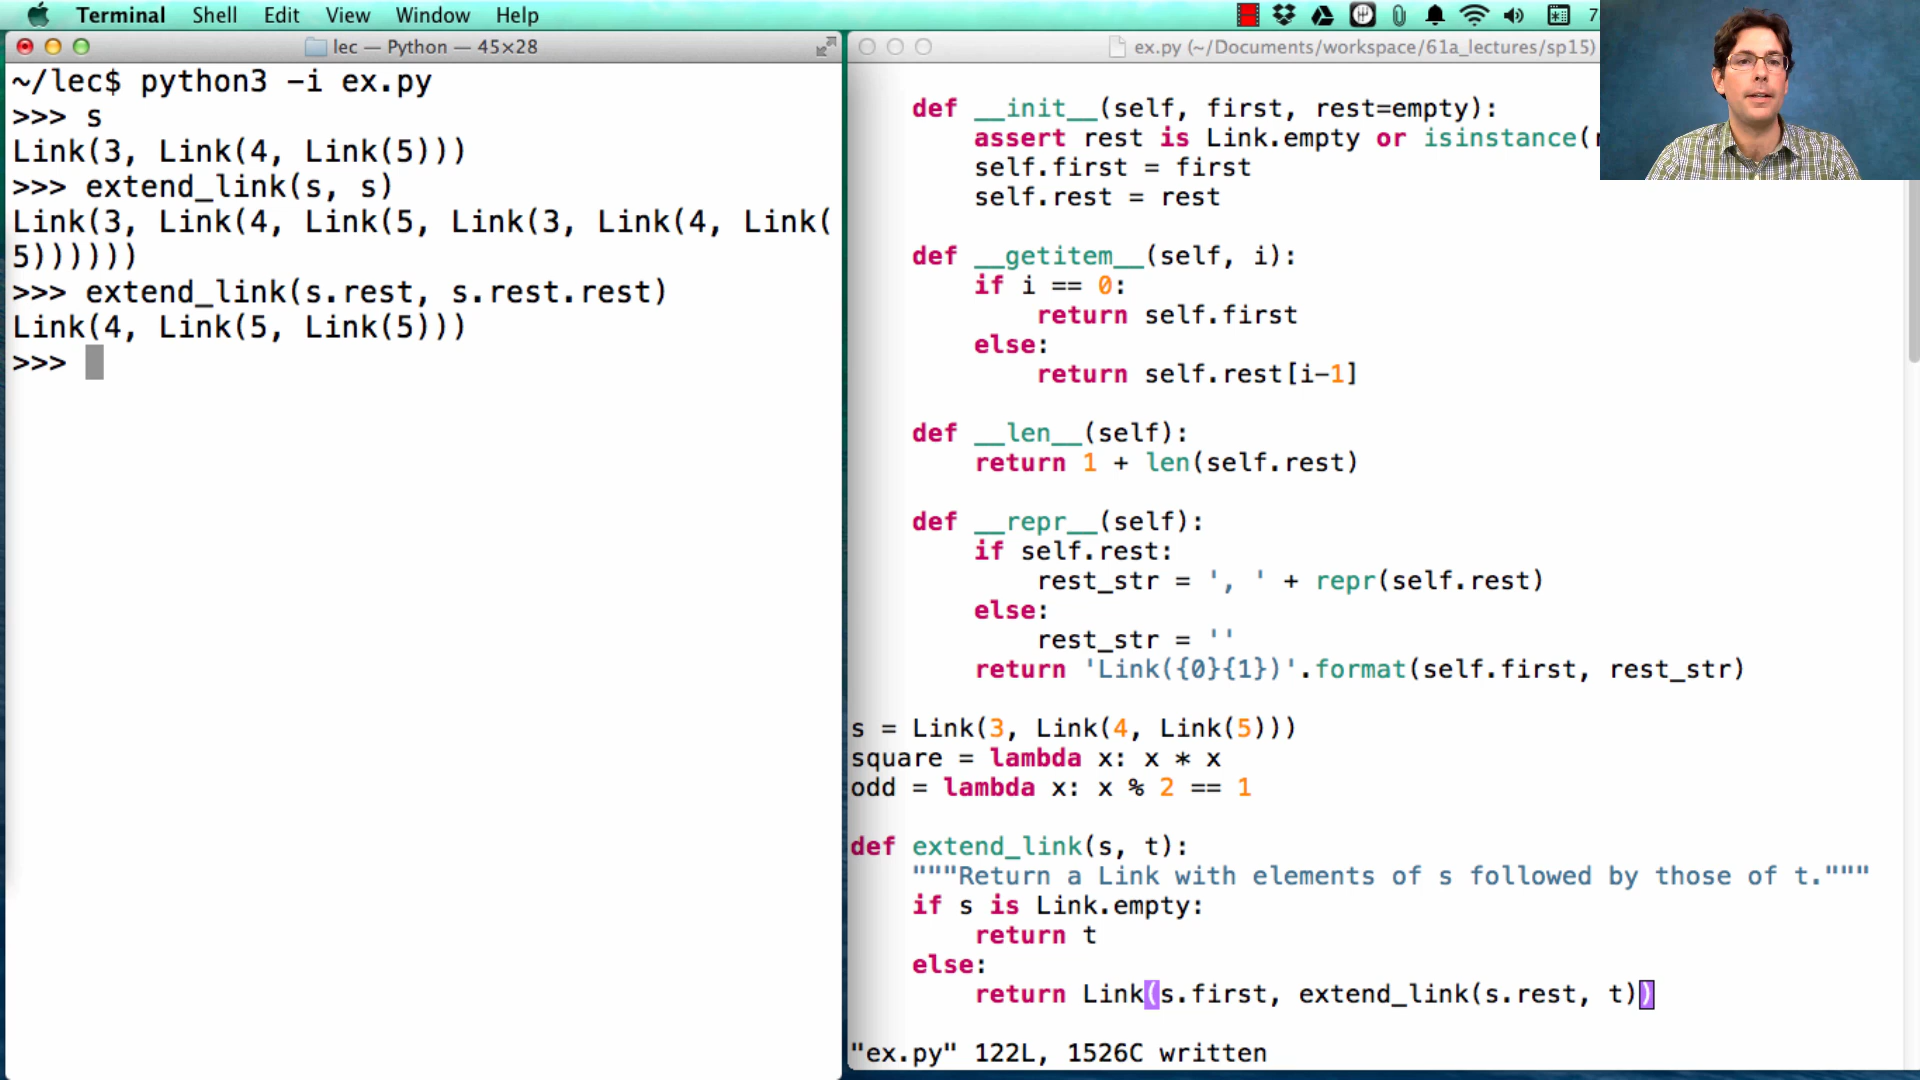 Terminal Shell Edit View Window Help 7
lec — Python — 45×28
~/lec$ python3 -i ex.py
>>> s
Link(3, Link(4, Link(5)))
>>> extend_link(s, s)
Link(3, Link(4, Link(5, Link(3, Link(4, Link(
5))))))
>>> extend_link(s.rest, s.rest.rest)
Link(4, Link(5, Link(5)))
>>>
ex.py (~/Documents/workspace/61a_lectures/sp15)
def __init__(self, first, rest=empty):
assert rest is Link.empty or isinstance(
self.first = first
self.rest = rest
def __getitem__(self, i):
if i == 0:
return self.first
else:
return self.rest[i-1]
def __len__(self):
return 1 + len(self.rest)
def __repr__(self):
if self.rest:
rest_str = ', ' + repr(self.rest)
else:
rest_str = ''
return 'Link({0}{1})'.format(self.first, rest_str)
s = Link(3, Link(4, Link(5)))
square = lambda x: x * x
odd = lambda x: x % 2 == 1
def extend_link(s, t):
"""Return a Link with elements of s followed by those of t."""
if s is Link.empty:
return t
else:
return Link(s.first, extend_link(s.rest, t))
"ex.py" 122L, 1526C written